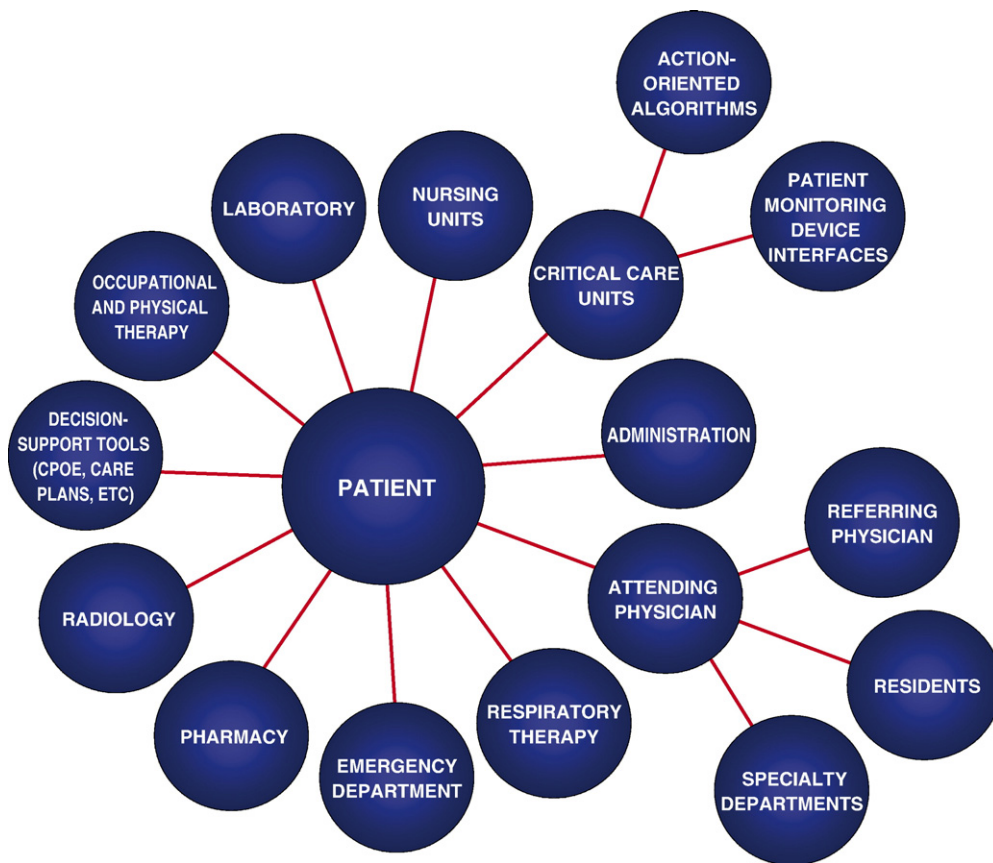 ACTION-
ORIENTED
ALGORITHMS
PATIENT
MONITORING
DEVICE
INTERFACES
NURSING
UNITS
LABORATORY
CRITICAL CARE
UNITS
OCCUPATIONAL
AND PHYSICAL
THERAPY
DECISION-
SUPPORT TOOLS
(CPOE, CARE
PLANS, ETC)
ADMINISTRATION
PATIENT
REFERRING
PHYSICIAN
ATTENDING
PHYSICIAN
RADIOLOGY
RESIDENTS
PHARMACY
RESPIRATORY
THERAPY
EMERGENCY
DEPARTMENT
SPECIALTY
DEPARTMENTS